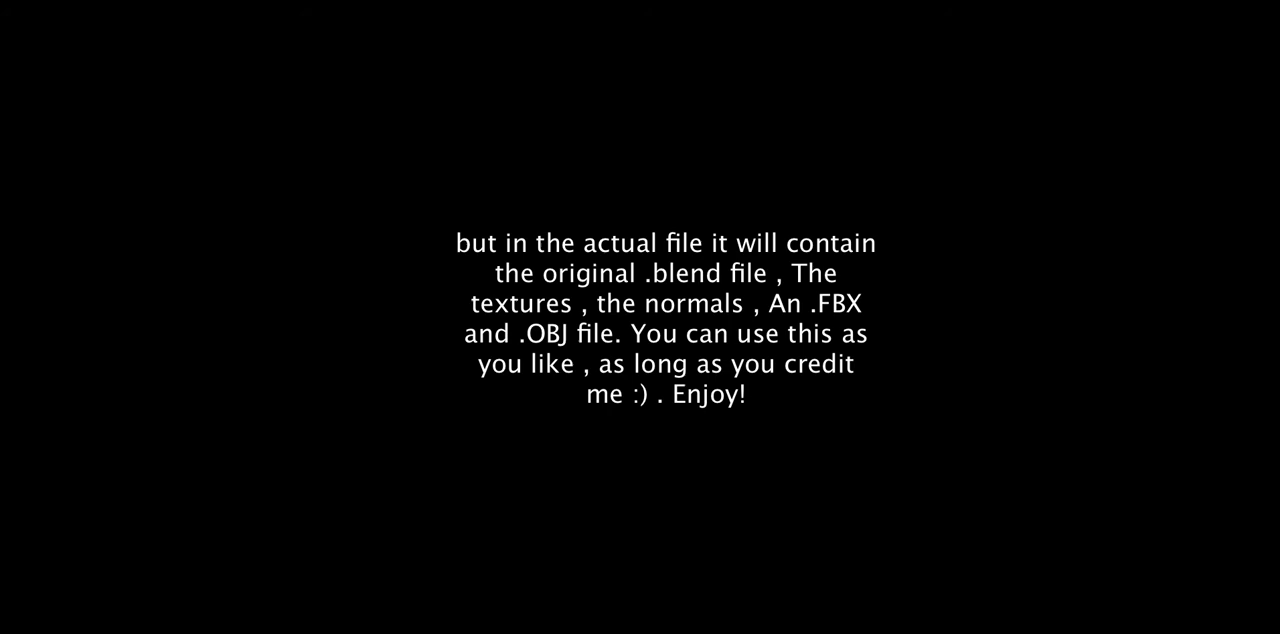 but in the actual file it will contain
the original .blend file , The
textures , the normals , An .FBX
and .OBJ file. You can use this as
you like , as long as you credit
me :) . Enjoy!